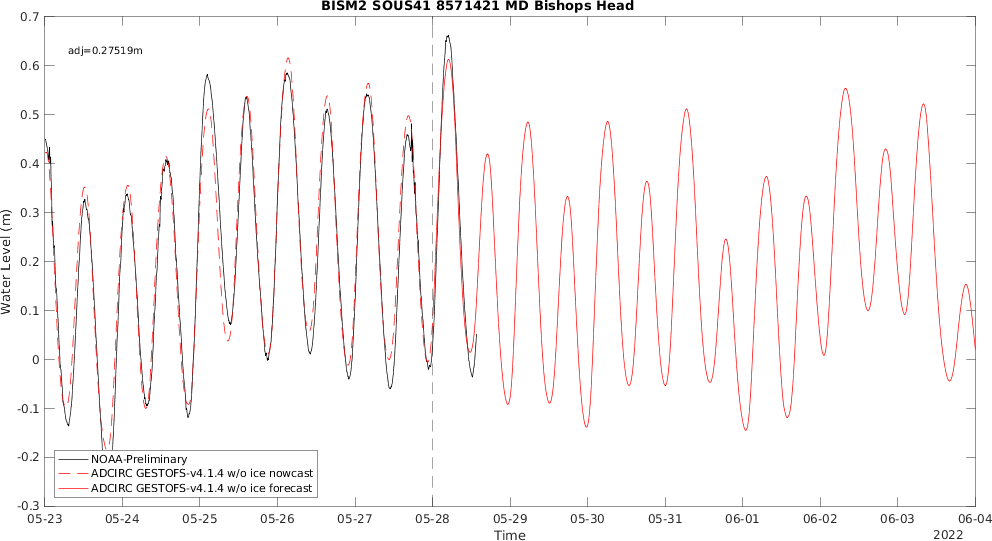 BISM2 SOUS41 8571421 MD Bishops Head
adj=0.27519m
0.7
0.6
0.5
0.4
0.3
0.2
0.1
0
-0.1
-0.2
-0.3
Water Level (m)
NOAA-Preliminary
ADCIRC GESTOFS-v4.1.4 w/o ice nowcast
ADCIRC GESTOFS-v4.1.4 w/o ice forecast
05-23 05-24 05-25 05-26 05-27 05-28 05-29 05-30 05-31 06-01 06-02 06-03 06-04
Time
2022